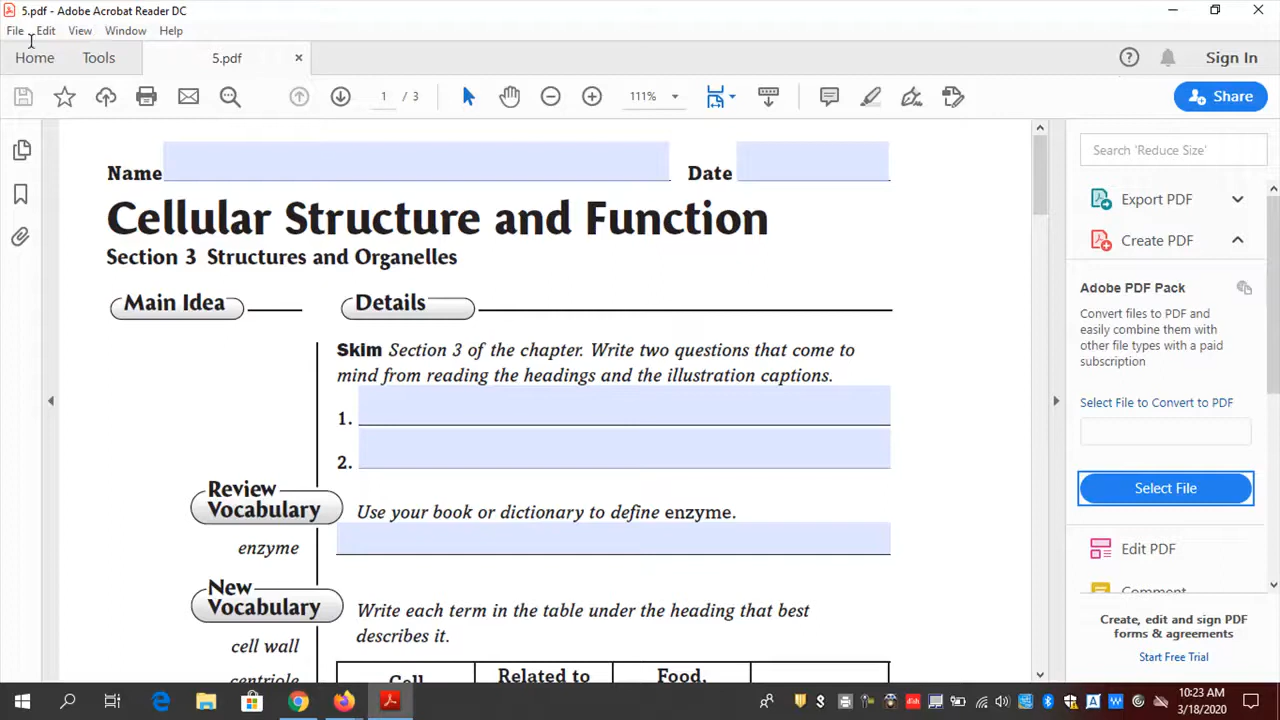 5.pdf - Adobe Acrobat Reader DC
File Edit View Window Help
Home Tools 5.pdf Sign In
1 / 3 111% Share
Search 'Reduce Size'
Export PDF
Create PDF
Adobe PDF Pack
Convert files to PDF and
easily combine them with
other file types with a paid
subscription
Select File to Convert to PDF
Select File
Edit PDF
Comment
Create, edit and sign PDF
forms & agreements
Start Free Trial
Name Date
Cellular Structure and Function
Section 3 Structures and Organelles
Main Idea Details
Skim Section 3 of the chapter. Write two questions that come to
mind from reading the headings and the illustration captions.
1.
2.
Review
Vocabulary
Use your book or dictionary to define enzyme.
enzyme
New
Vocabulary
Write each term in the table under the heading that best
describes it.
cell wall
centriole
Cell
Related to
Food,
10:23 AM
3/18/2020